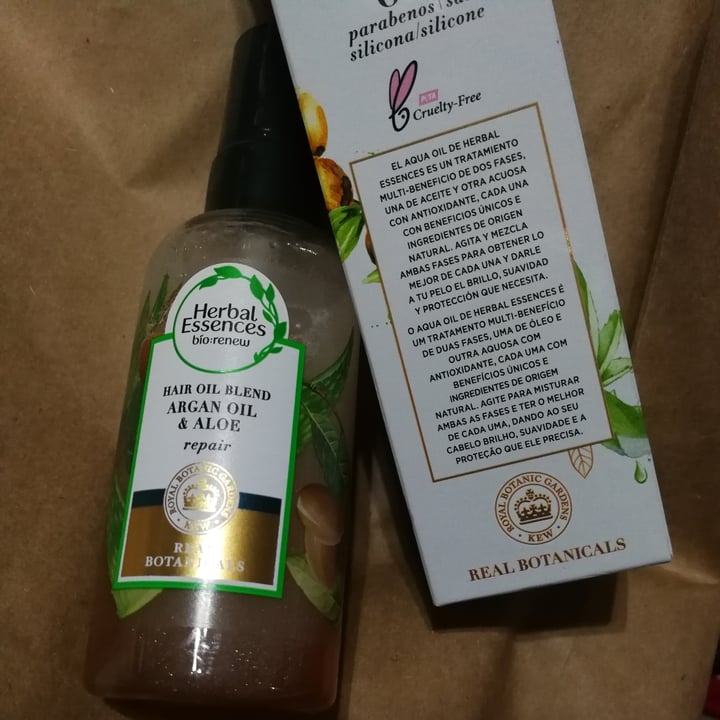 Herbal
Essences
bio:renew
HAIR OIL BLEND
ARGAN OIL
& ALOE
repair
ROYAL BOTANIC GARDENS
KEW
REAL
BOTANICALS
parabenos/
silicona/silicone
PETA
Cruelty-Free
EL AQUA OIL DE HERBAL
ESSENCES ES UN TRATAMIENTO
MULTI-BENEFICIO DE DOS FASES,
UNA DE ACEITE Y OTRA ACUOSA
CON ANTIOXIDANTE, CADA UNA
CON BENEFICIOS ÚNICOS E
INGREDIENTES DE ORIGEN
NATURAL. AGITA Y MEZCLA
AMBAS FASES PARA OBTENER LO
MEJOR DE CADA UNA Y DARLE
A TU PELO EL BRILLO, SUAVIDAD
Y PROTECCIÓN QUE NECESITA.
O AQUA OIL DE HERBAL ESSENCES É
UM TRATAMENTO MULTI-BENEFÍCIO
DE DUAS FASES, UMA DE ÓLEO E
OUTRA AQUOSA COM
ANTIOXIDANTE, CADA UMA COM
BENEFÍCIOS ÚNICOS E
INGREDIENTES DE ORIGEM
NATURAL. AGITE PARA MISTURAR
AMBAS AS FASES E TER O MELHOR
DE CADA UMA, DANDO AO SEU
CABELO BRILHO, SUAVIDADE E A
PROTEÇÃO QUE ELE PRECISA.
ROYAL BOTANIC GARDENS
KEW
REAL BOTANICALS